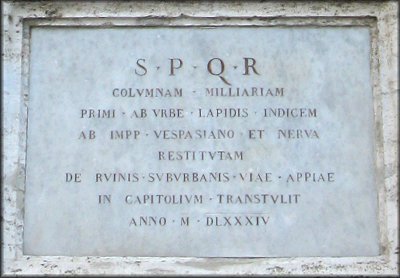 S · P · Q · R
COLVMNAM · MILLIARIAM
PRIMI · AB VRBE · LAPIDIS · INDICEM
AB IMPP · VESPASIANO · ET · NERVA
RESTITVTAM
DE RVINIS · SVBVRBANIS · VIAE · APPIAE
IN CAPITOLIVM · TRANSTVLIT
ANNO · M · DLXXXIV